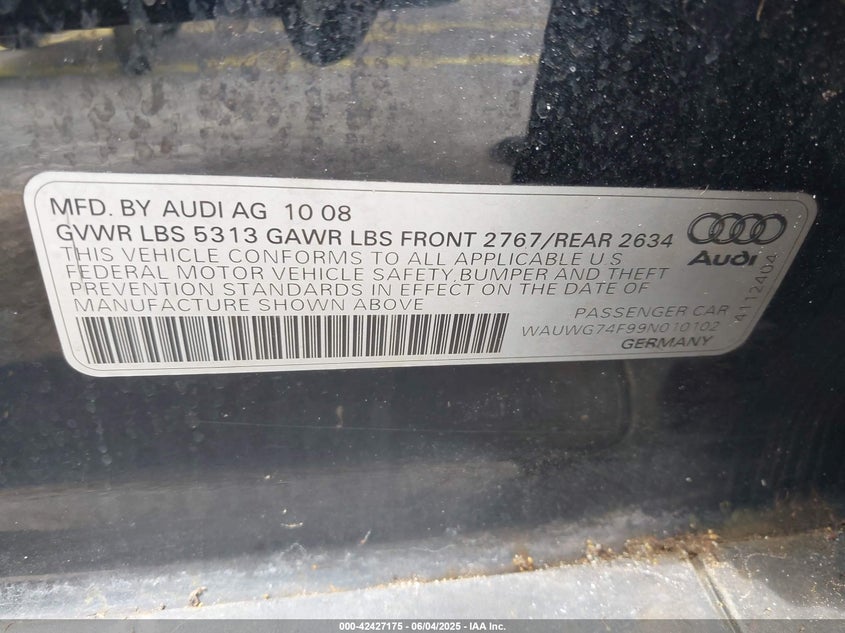 MFD. BY AUDI AG 10 08
GVWR LBS 5313 GAWR LBS FRONT 2767/REAR 2634
THIS VEHICLE CONFORMS TO ALL APPLICABLE U S
FEDERAL MOTOR VEHICLE SAFETY, BUMPER AND THEFT
PREVENTION STANDARDS IN EFFECT ON THE DATE OF
MANUFACTURE SHOWN ABOVE
PASSENGER CAR
WAUWG74F99N010102
GERMANY
Audi
4112404
000-42427175 - 06/04/2025 - IAA Inc.